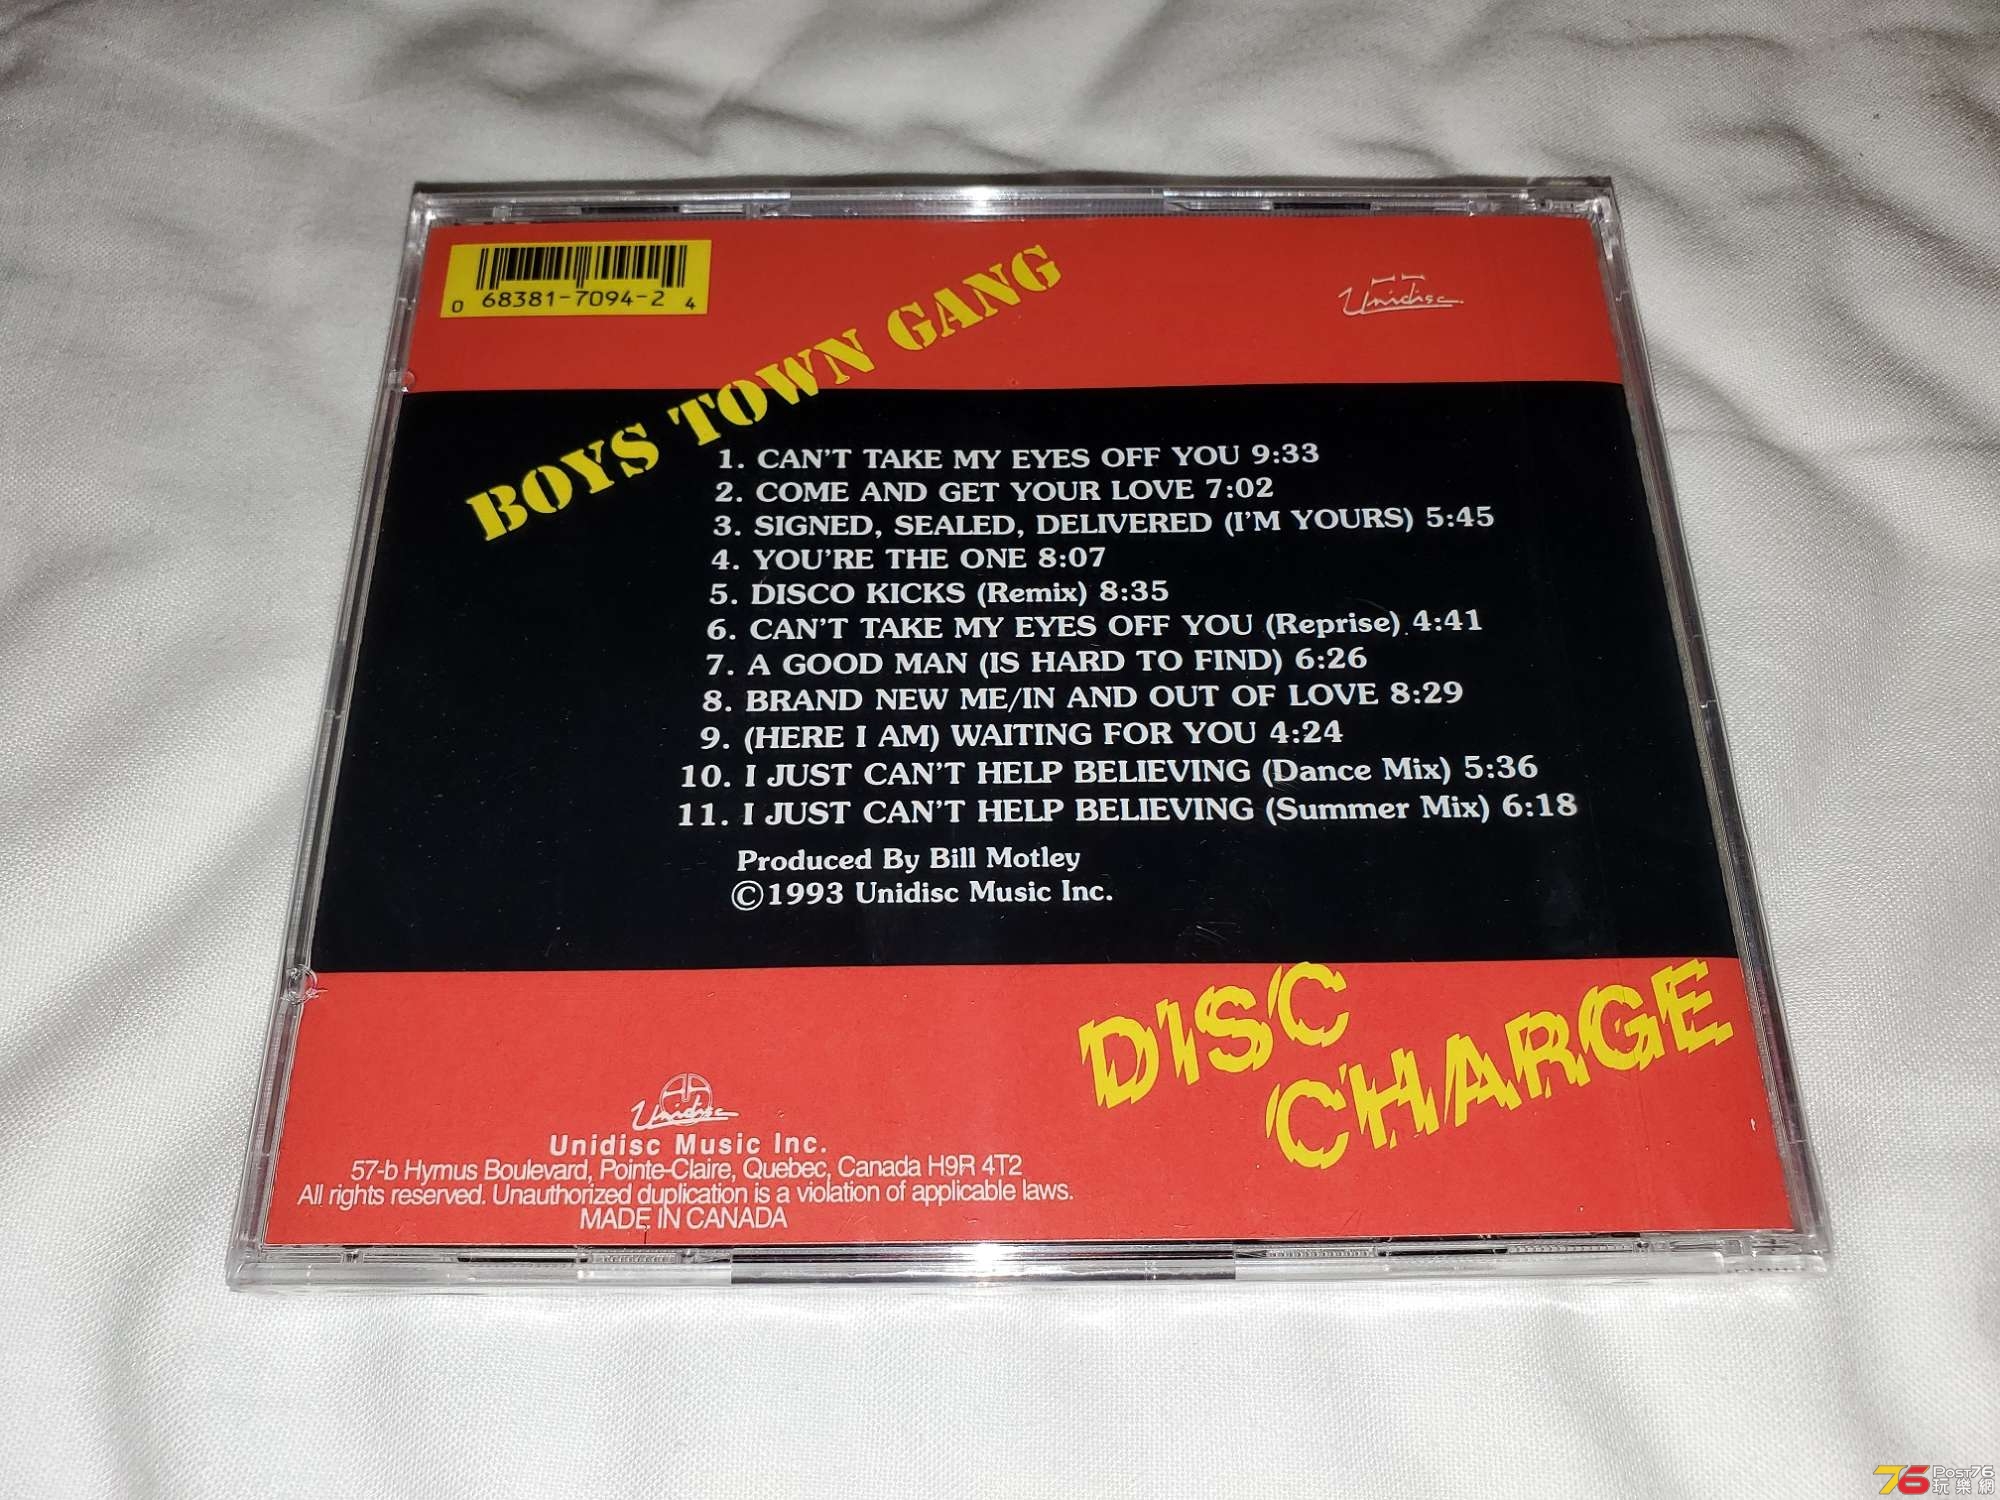 0 68381-7094-2 4
BOYS TOWN GANG
Unidisc
1. CAN'T TAKE MY EYES OFF YOU 9:33
2. COME AND GET YOUR LOVE 7:02
3. SIGNED, SEALED, DELIVERED (I'M YOURS) 5:45
4. YOU'RE THE ONE 8:07
5. DISCO KICKS (Remix) 8:35
6. CAN'T TAKE MY EYES OFF YOU (Reprise) 4:41
7. A GOOD MAN (IS HARD TO FIND) 6:26
8. BRAND NEW ME/IN AND OUT OF LOVE 8:29
9. (HERE I AM) WAITING FOR YOU 4:24
10. I JUST CAN'T HELP BELIEVING (Dance Mix) 5:36
11. I JUST CAN'T HELP BELIEVING (Summer Mix) 6:18
Produced By Bill Motley
©1993 Unidisc Music Inc.
DISC
CHARGE
Unidisc
Unidisc Music Inc.
57-b Hymus Boulevard, Pointe-Claire, Quebec, Canada H9R 4T2
All rights reserved. Unauthorized duplication is a violation of applicable laws.
MADE IN CANADA
76 Post76
玩樂網